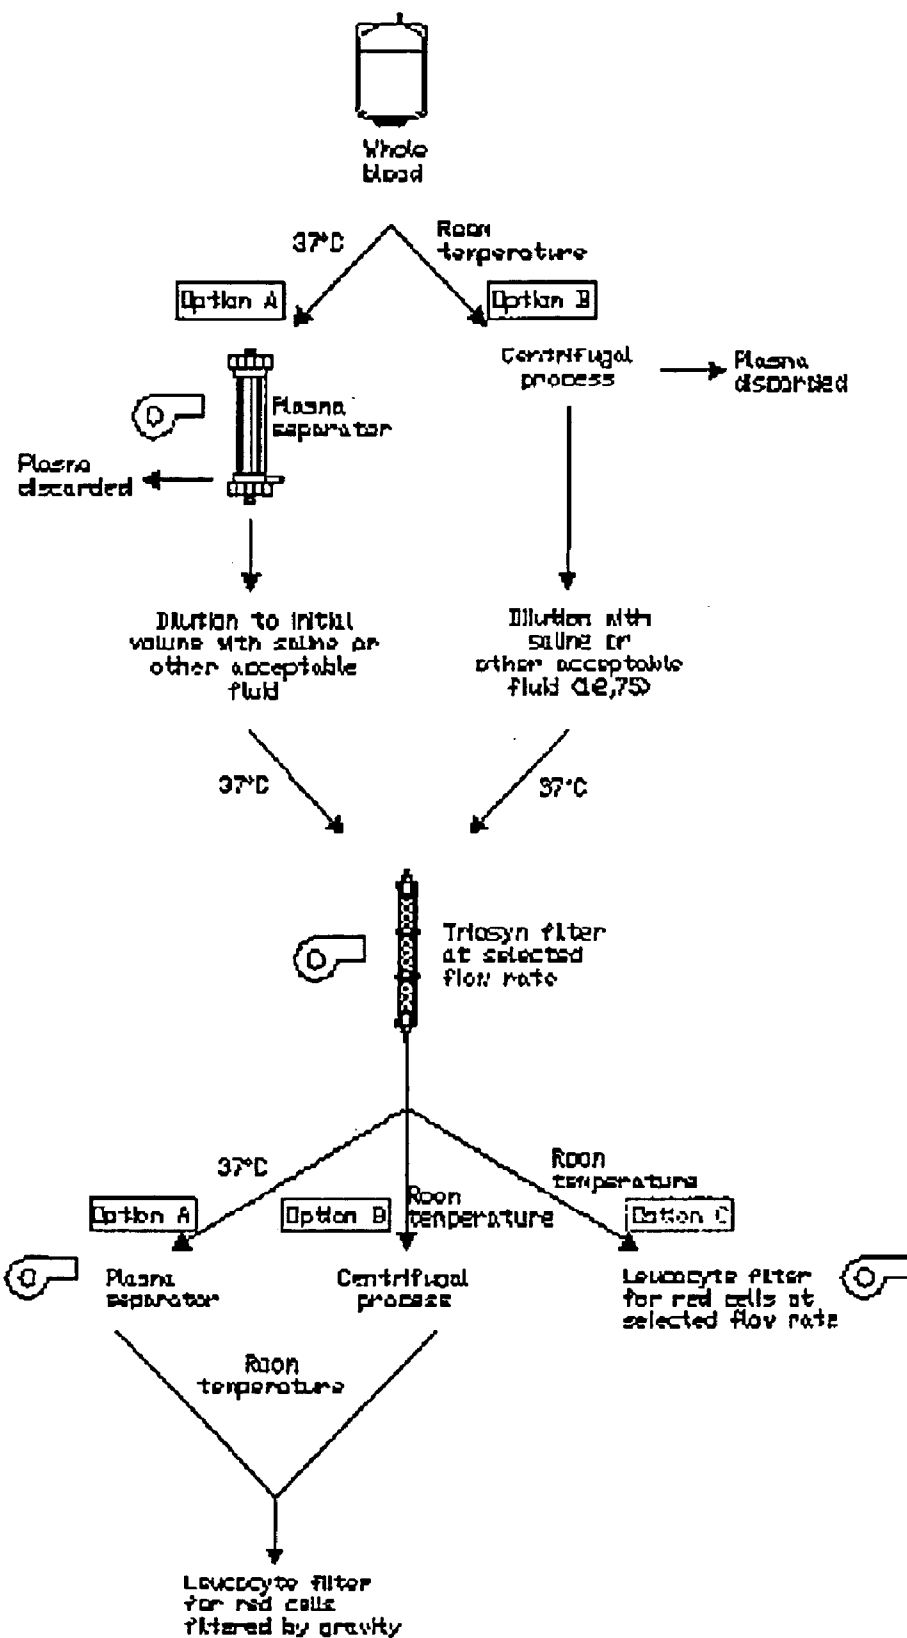 Whole
blood
37°C
Room
temperature
Option A
Option B
Plasma
separator
Plasma
discarded
Centrifugal
process
Plasma
discarded
Dilution to initial
volume with saline or
other acceptable
fluid
Dilution with
saline or
other acceptable
fluid
37°C
37°C
Triosyn filter
at selected
flow rate
37°C
Room
temperature
Room
temperature
Option A
Option B
Option C
Plasma
separator
Centrifugal
process
Leucocyte filter
for red cells at
selected flow rate
Room
temperature
Leucocyte filter
for red cells
filtered by gravity